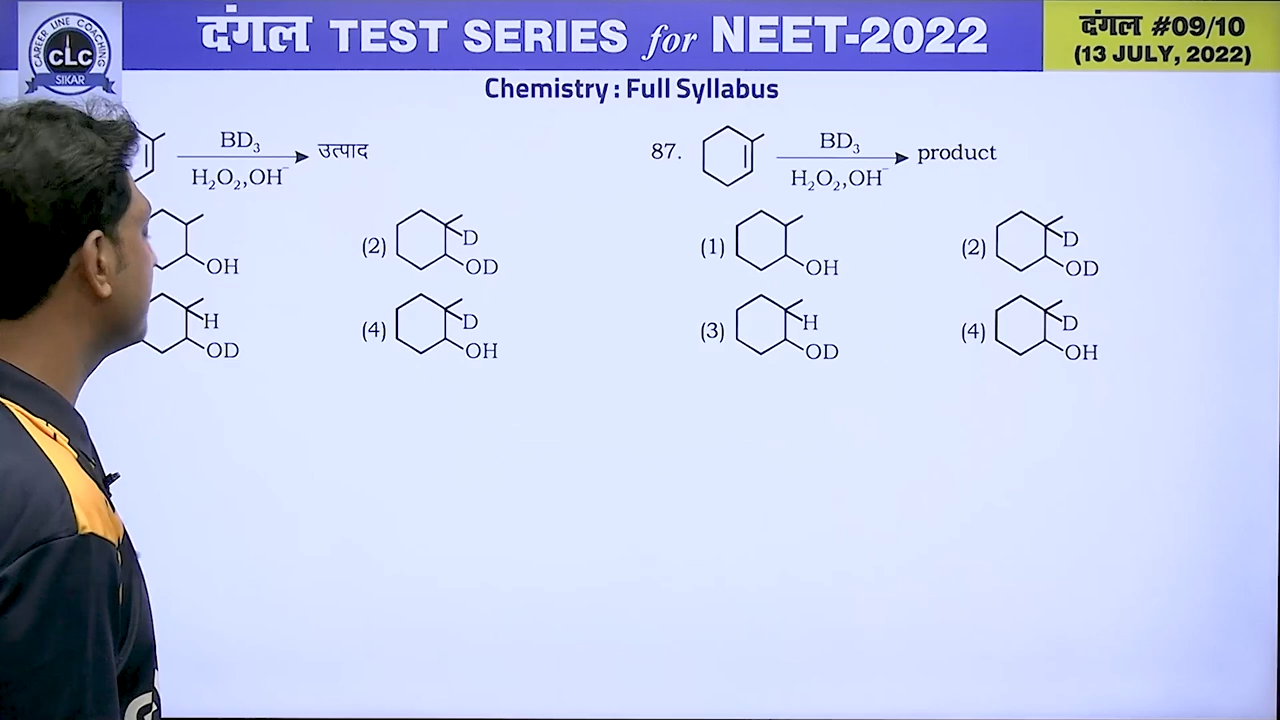 CAREER LINE COACHING
CLC
SIKAR
दंगल TEST SERIES for NEET-2022
दंगल #09/10
(13 JULY, 2022)
Chemistry : Full Syllabus
BD₃
H₂O₂,OH⁻
उत्पाद
OH
(2) D
OD
H
OD
(4) D
OH
87. BD₃
H₂O₂,OH⁻
product
(1) OH
(2) D
OD
(3) H
OD
(4) D
OH